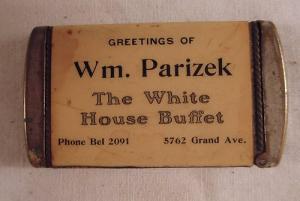 GREETINGS OF
Wm. Parizek
The White
House Buffet
Phone Bel 2091 5762 Grand Ave.